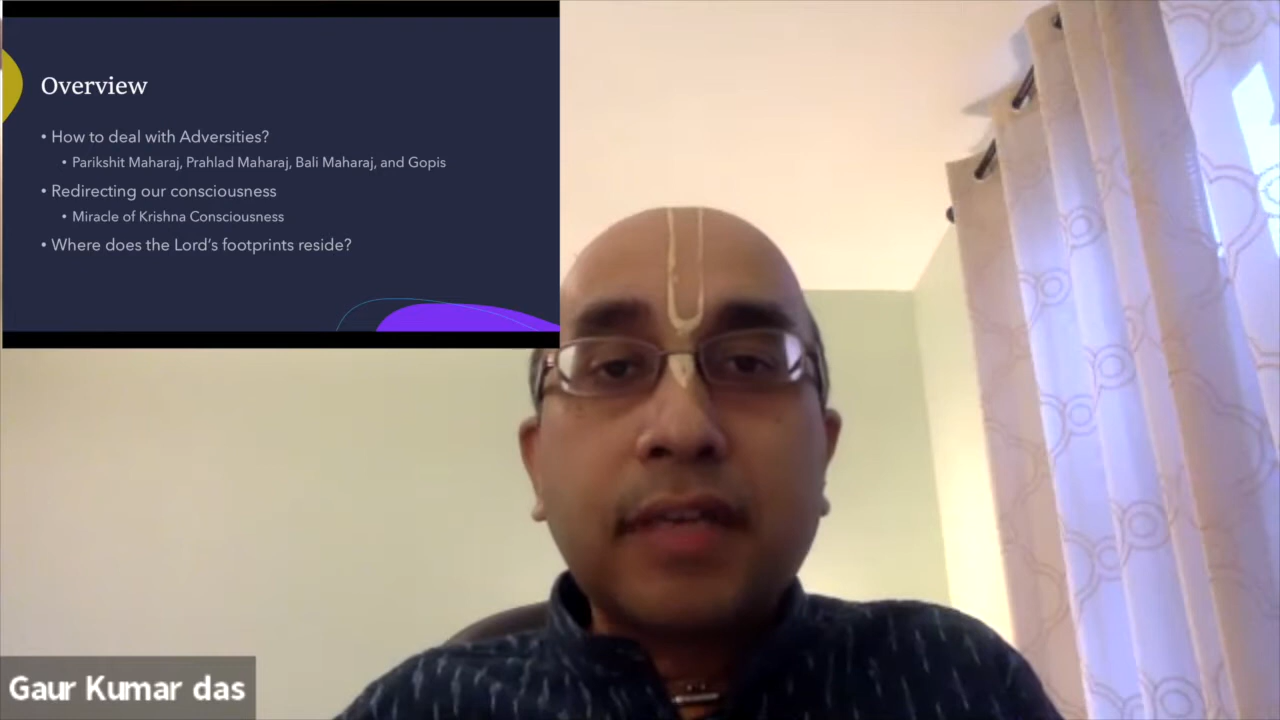 Overview
• How to deal with Adversities?
• Parikshit Maharaj, Prahlad Maharaj, Bali Maharaj, and Gopis
• Redirecting our consciousness
• Miracle of Krishna Consciousness
• Where does the Lord's footprints reside?
Gaur Kumar das